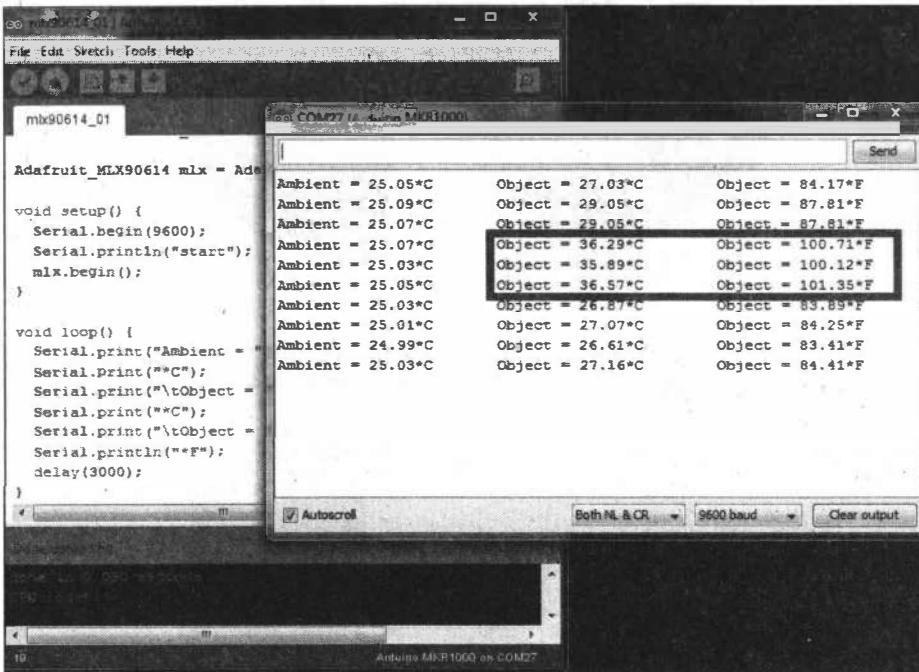 mlx90614_01 |
File Edit Sketch Tools Help
mlx90614_01
Adafruit_MLX90614 mlx = Ada
void setup() {
Serial.begin(9600);
Serial.println("start");
mlx.begin();
}
void loop() {
Serial.print("Ambient = "
Serial.print("*C");
Serial.print("\tObject =
Serial.print("*C");
Serial.print("\tObject =
Serial.println("*F");
delay(3000);
}
COM27 (Arduino MKR1000)
Send
Ambient = 25.05*C Object = 27.03*C Object = 84.17*F
Ambient = 25.09*C Object = 29.05*C Object = 87.81*F
Ambient = 25.07*C Object = 29.05*C Object = 87.81*F
Ambient = 25.07*C Object = 36.29*C Object = 100.71*F
Ambient = 25.03*C Object = 35.89*C Object = 100.12*F
Ambient = 25.05*C Object = 36.57*C Object = 101.35*F
Ambient = 25.03*C Object = 26.87*C Object = 83.89*F
Ambient = 25.01*C Object = 27.07*C Object = 84.25*F
Ambient = 24.99*C Object = 26.61*C Object = 83.41*F
Ambient = 25.03*C Object = 27.16*C Object = 84.41*F
Autoscroll Both NL & CR 9600 baud Clear output
19 Arduino MKR1000 on COM27